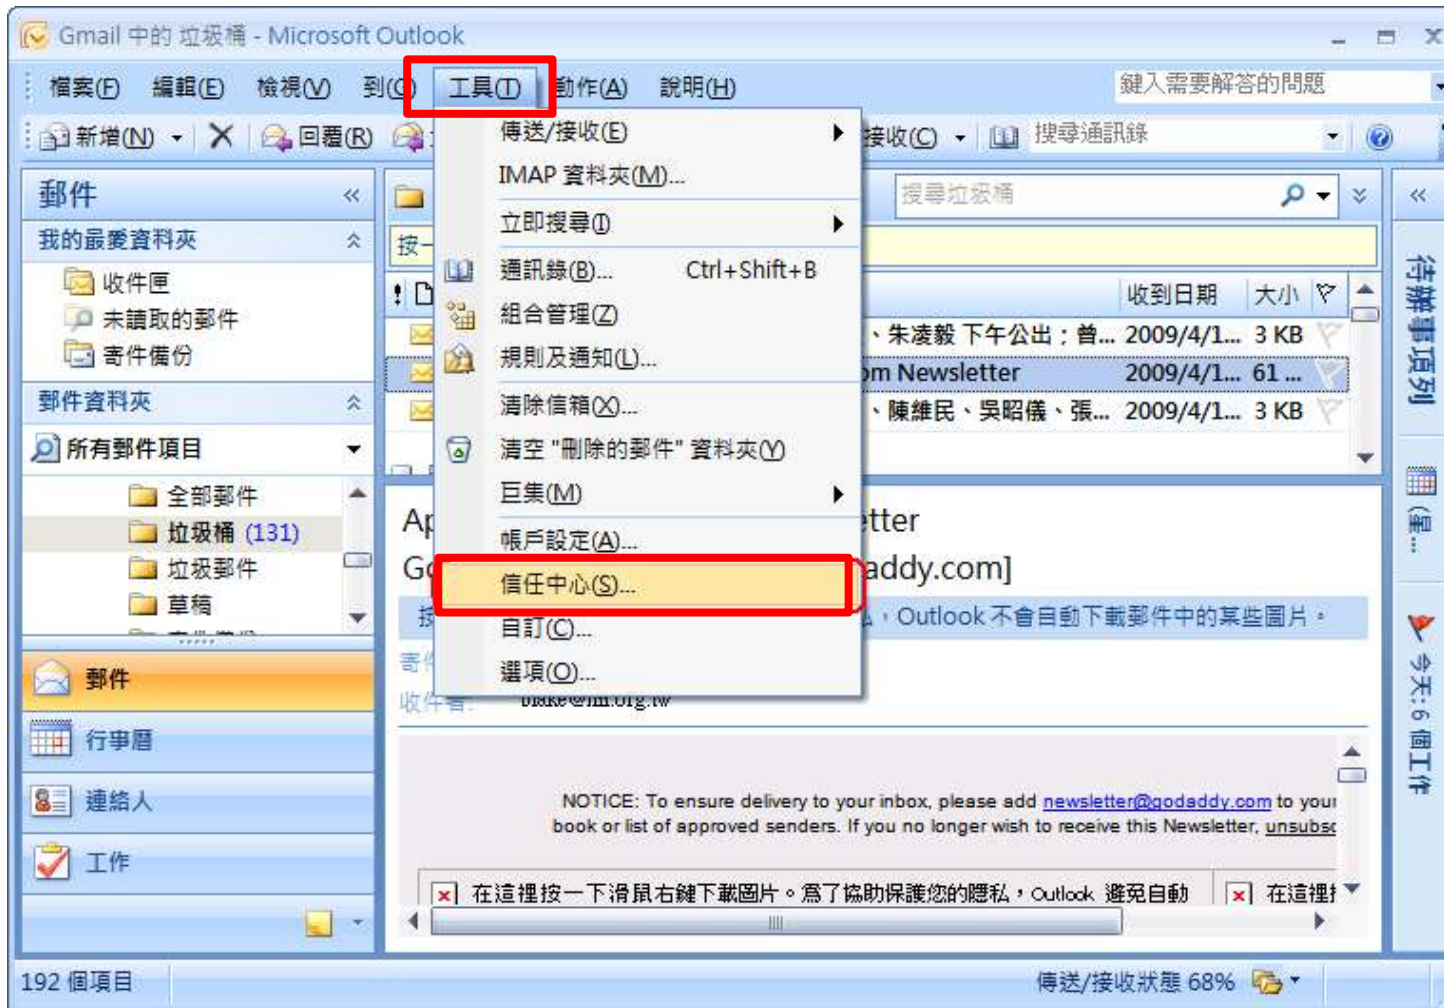 Gmail 中的 垃圾桶 - Microsoft Outlook
檔案(F) 編輯(E) 檢視(V) 到(G) 工具(T) 動作(A) 說明(H) 鍵入需要解答的問題
新增(N) 回覆(R) 接收(C) 搜尋通訊錄
傳送/接收(E)
IMAP 資料夾(M)...
立即搜尋(I)
通訊錄(B)... Ctrl+Shift+B
組合管理(Z)
規則及通知(L)...
清除信箱(X)...
清空 "刪除的郵件" 資料夾(Y)
巨集(M)
帳戶設定(A)...
信任中心(S)...
自訂(C)...
選項(O)...
郵件
我的最愛資料夾
收件匣
未讀取的郵件
寄件備份
郵件資料夾
所有郵件項目
全部郵件
垃圾桶 (131)
垃圾郵件
草稿
郵件
行事曆
連絡人
工作
搜尋垃圾桶
按一
收到日期 大小
、朱凌毅 下午公出；曾... 2009/4/1... 3 KB
om Newsletter 2009/4/1... 61 ...
、陳維民、吳昭儀、張... 2009/4/1... 3 KB
Ap etter
Go addy.com]
按 ，Outlook 不會自動下載郵件中的某些圖片。
寄件
收件者:
NOTICE: To ensure delivery to your inbox, please add newsletter@godaddy.com to your
book or list of approved senders. If you no longer wish to receive this Newsletter, unsubsc
在這裡按一下滑鼠右鍵下載圖片。為了協助保護您的隱私，Outlook 避免自動 在這裡
待辦事項列
(星...
今天: 6 個工作
192 個項目 傳送/接收狀態 68%